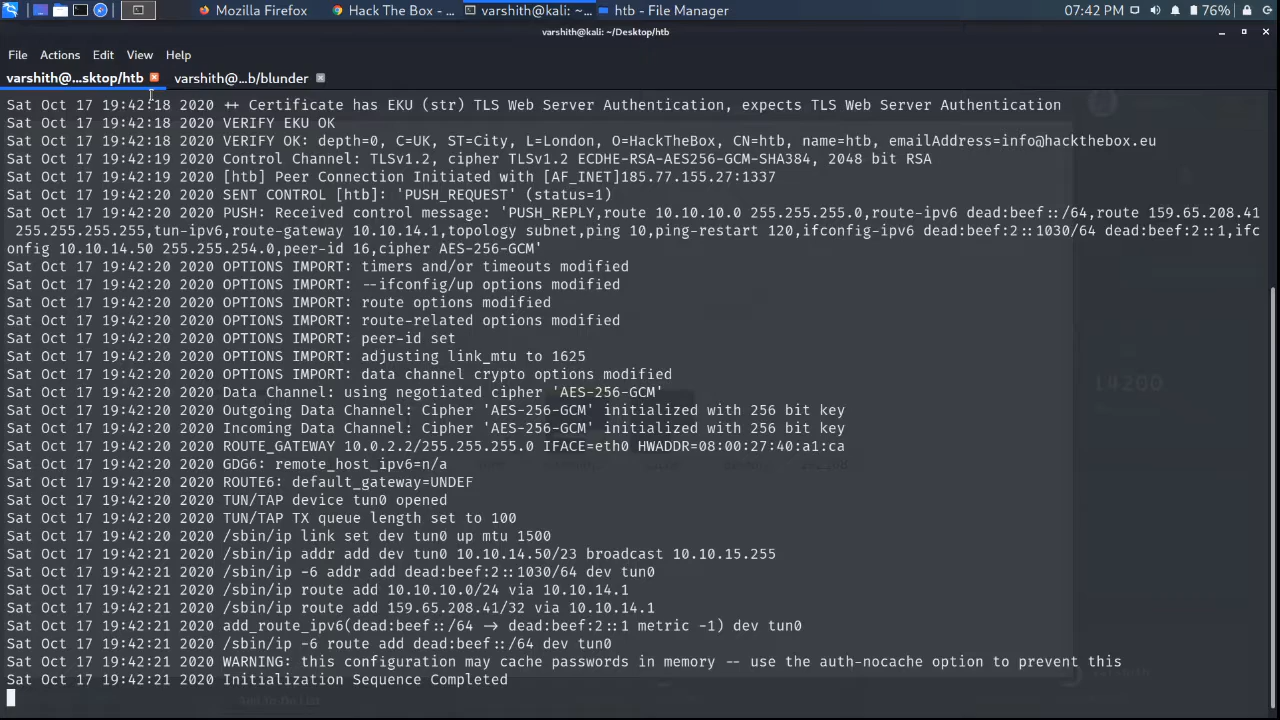 Mozilla Firefox
Hack The Box - ...
varshith@kali: ~...
htb - File Manager
07:42 PM
76%
varshith@kali: ~/Desktop/htb
File Actions Edit View Help
varshith@...sktop/htb
varshith@...b/blunder
Sat Oct 17 19:42:18 2020 ++ Certificate has EKU (str) TLS Web Server Authentication, expects TLS Web Server Authentication
Sat Oct 17 19:42:18 2020 VERIFY EKU OK
Sat Oct 17 19:42:18 2020 VERIFY OK: depth=0, C=UK, ST=City, L=London, O=HackTheBox, CN=htb, name=htb, emailAddress=info@hackthebox.eu
Sat Oct 17 19:42:19 2020 Control Channel: TLSv1.2, cipher TLSv1.2 ECDHE-RSA-AES256-GCM-SHA384, 2048 bit RSA
Sat Oct 17 19:42:19 2020 [htb] Peer Connection Initiated with [AF_INET]185.77.155.27:1337
Sat Oct 17 19:42:20 2020 SENT CONTROL [htb]: 'PUSH_REQUEST' (status=1)
Sat Oct 17 19:42:20 2020 PUSH: Received control message: 'PUSH_REPLY,route 10.10.10.0 255.255.255.0,route-ipv6 dead:beef::/64,route 159.65.208.41
255.255.255.255,tun-ipv6,route-gateway 10.10.14.1,topology subnet,ping 10,ping-restart 120,ifconfig-ipv6 dead:beef:2::1030/64 dead:beef:2::1,ifc
onfig 10.10.14.50 255.255.254.0,peer-id 16,cipher AES-256-GCM'
Sat Oct 17 19:42:20 2020 OPTIONS IMPORT: timers and/or timeouts modified
Sat Oct 17 19:42:20 2020 OPTIONS IMPORT: --ifconfig/up options modified
Sat Oct 17 19:42:20 2020 OPTIONS IMPORT: route options modified
Sat Oct 17 19:42:20 2020 OPTIONS IMPORT: route-related options modified
Sat Oct 17 19:42:20 2020 OPTIONS IMPORT: peer-id set
Sat Oct 17 19:42:20 2020 OPTIONS IMPORT: adjusting link_mtu to 1625
Sat Oct 17 19:42:20 2020 OPTIONS IMPORT: data channel crypto options modified
Sat Oct 17 19:42:20 2020 Data Channel: using negotiated cipher 'AES-256-GCM'
Sat Oct 17 19:42:20 2020 Outgoing Data Channel: Cipher 'AES-256-GCM' initialized with 256 bit key
Sat Oct 17 19:42:20 2020 Incoming Data Channel: Cipher 'AES-256-GCM' initialized with 256 bit key
Sat Oct 17 19:42:20 2020 ROUTE_GATEWAY 10.0.2.2/255.255.255.0 IFACE=eth0 HWADDR=08:00:27:40:a1:ca
Sat Oct 17 19:42:20 2020 GDG6: remote_host_ipv6=n/a
Sat Oct 17 19:42:20 2020 ROUTE6: default_gateway=UNDEF
Sat Oct 17 19:42:20 2020 TUN/TAP device tun0 opened
Sat Oct 17 19:42:20 2020 TUN/TAP TX queue length set to 100
Sat Oct 17 19:42:20 2020 /sbin/ip link set dev tun0 up mtu 1500
Sat Oct 17 19:42:21 2020 /sbin/ip addr add dev tun0 10.10.14.50/23 broadcast 10.10.15.255
Sat Oct 17 19:42:21 2020 /sbin/ip -6 addr add dead:beef:2::1030/64 dev tun0
Sat Oct 17 19:42:21 2020 /sbin/ip route add 10.10.10.0/24 via 10.10.14.1
Sat Oct 17 19:42:21 2020 /sbin/ip route add 159.65.208.41/32 via 10.10.14.1
Sat Oct 17 19:42:21 2020 add_route_ipv6(dead:beef::/64 → dead:beef:2::1 metric -1) dev tun0
Sat Oct 17 19:42:21 2020 /sbin/ip -6 route add dead:beef::/64 dev tun0
Sat Oct 17 19:42:21 2020 WARNING: this configuration may cache passwords in memory -- use the auth-nocache option to prevent this
Sat Oct 17 19:42:21 2020 Initialization Sequence Completed
14200